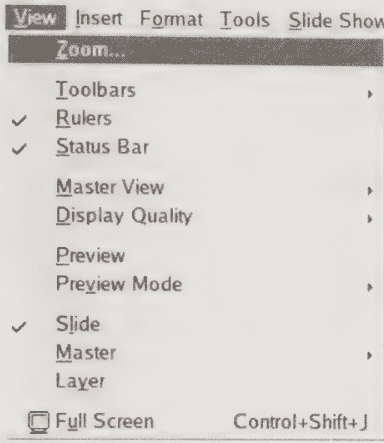 View Insert Format Tools Slide Show
Zoom...
Toolbars
Rulers
Status Bar
Master View
Display Quality
Preview
Preview Mode
Slide
Master
Layer
Full Screen Control+Shift+J